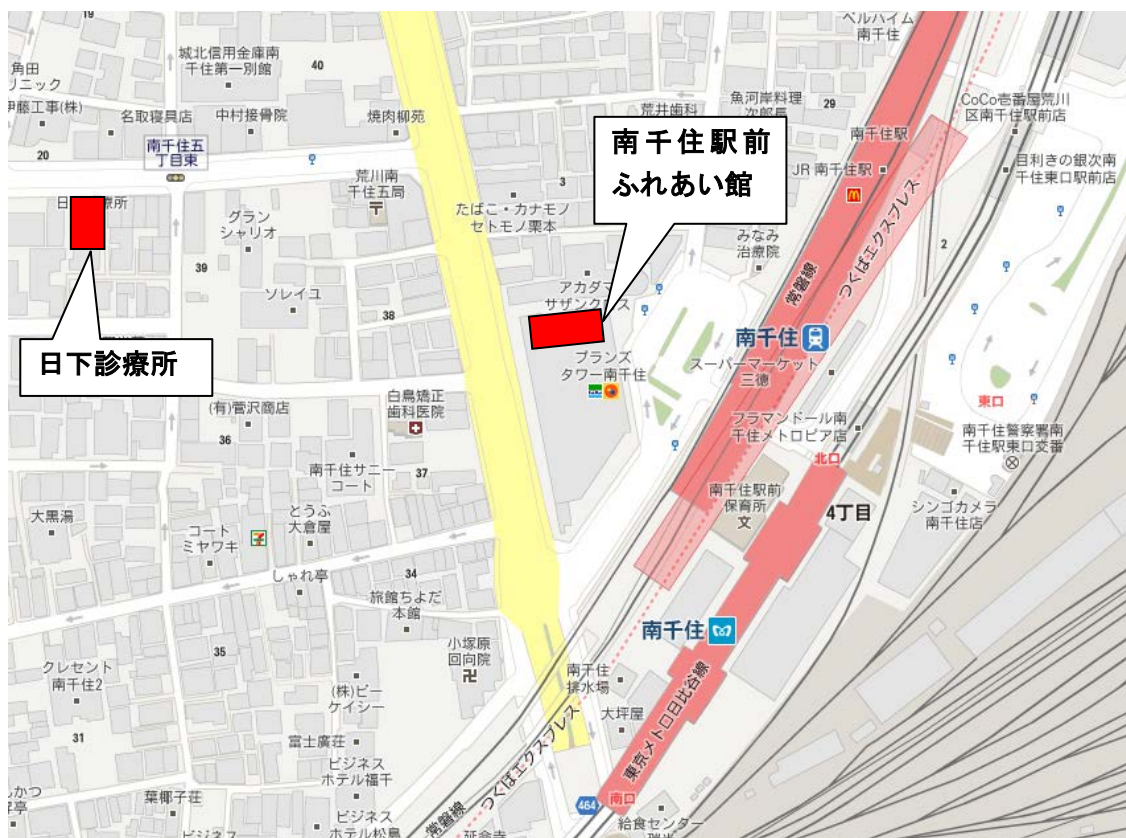 19
ベルハイム
南千住
城北信用金庫南
千住第一別館
40
角田
リニック
伊藤工事(株)
名取寝具店
中村接骨院
焼肉柳苑
荒井歯科
魚河岸料理
次郎長
29
CoCo壱番屋荒川
区南千住駅前店
南千住駅
JR 南千住駅
目利きの銀次南
千住東口駅前店
20
南千住五
丁目東
南千住駅前
ふれあい館
3
荒川南
千住五局
たばこ・カナモノ
セトモノ栗本
グラン
シャリオ
39
ソレイユ
38
みなみ
治療院
2
常磐線
つくばエクスプレス
アカダマ
サザンクロス
日下診療所
南千住
ブランズ
タワー南千住
スーパーマーケット
三徳
東口
白鳥矯正
歯科医院
(有)菅沢商店
36
フラマンドール南
千住メトロピア店
北口
南千住警察署南
千住駅東口交番
南千住サニー
コート
37
南千住駅前
保育所
文
4丁目
シンゴカメラ
南千住店
大黒湯
コート
ミヤワキ
とうふ
大倉屋
しゃれ亭
34
旅館ちよだ
本館
南千住
小塚原
回向院
35
クレセント
南千住2
南千住
排水場
(株)ビー
ケイシー
大坪屋
東京メトロ日比谷線
つくばエクスプレス
31
富士廣荘
ビジネス
ホテル福千
葉椰子荘
464
南口
ビジネス
ホテル松島
常磐線
延命寺
給食センター
ビジネス